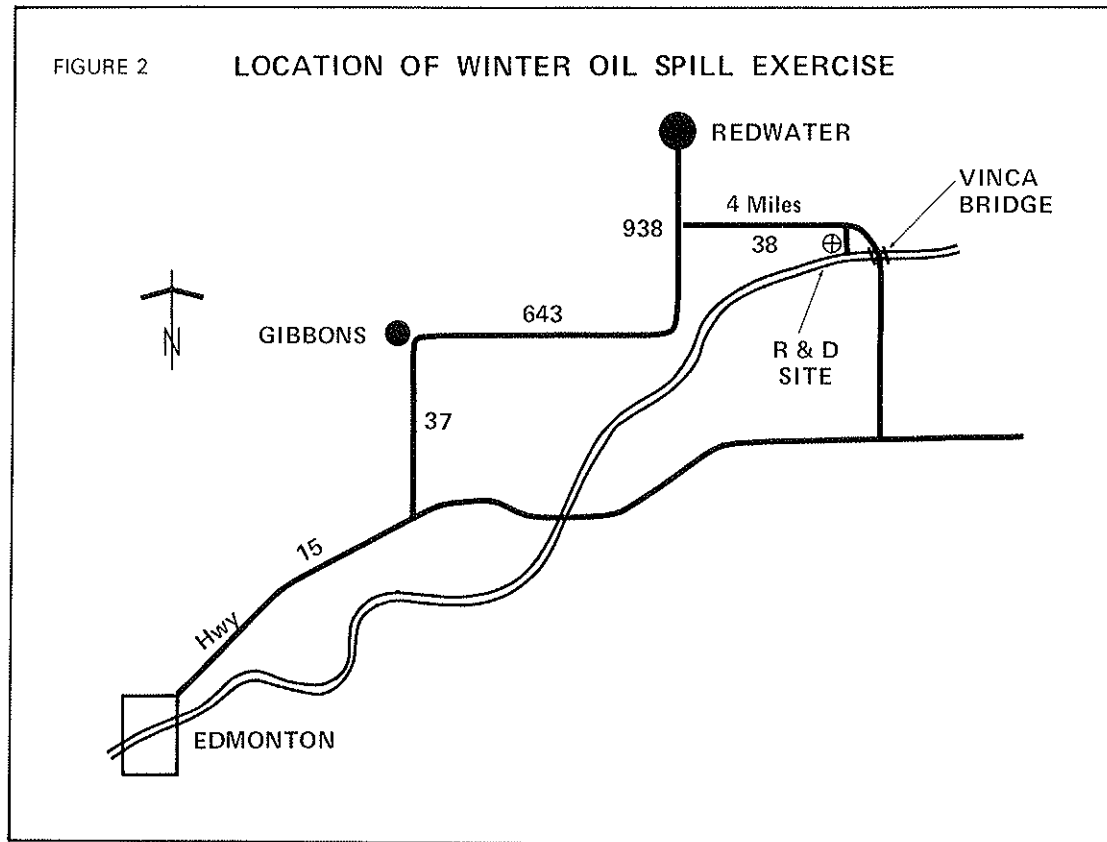 FIGURE 2
LOCATION OF WINTER OIL SPILL EXERCISE
REDWATER
VINCA
BRIDGE
4 Miles
938
38
643
GIBBONS
N
R & D
SITE
37
15
Hwy
EDMONTON